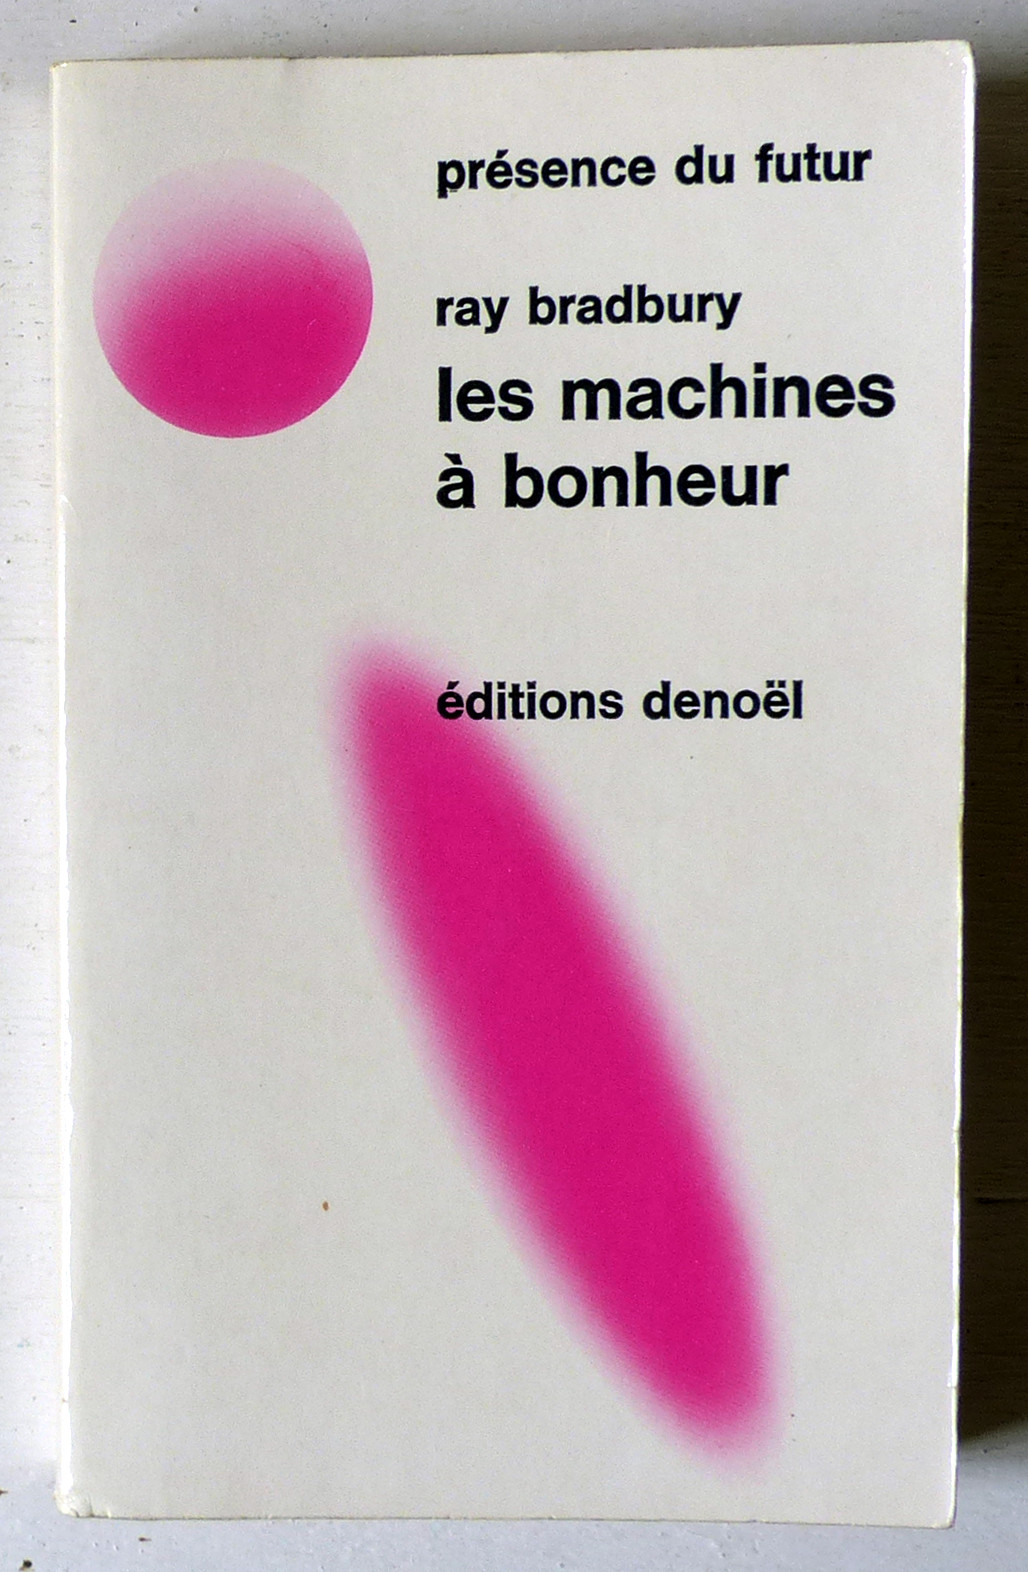 présence du futur
ray bradbury
les machines
à bonheur
éditions denoël